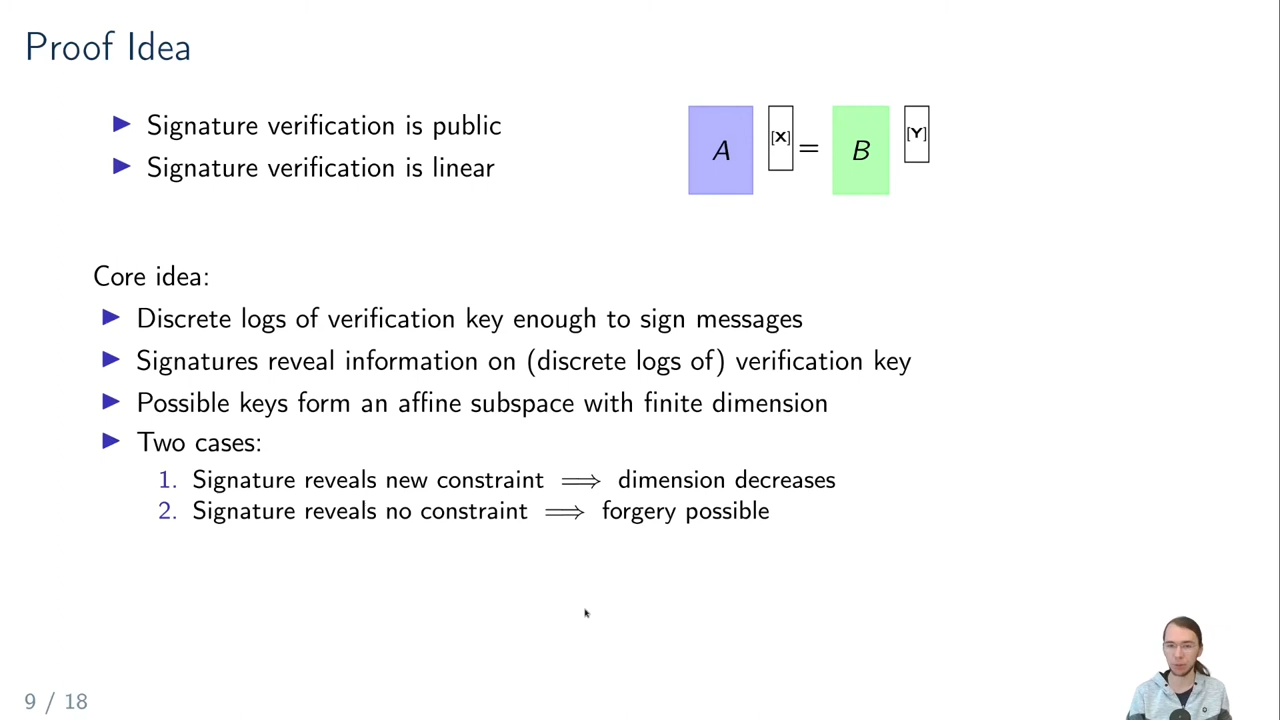 Proof Idea
▶ Signature verification is public
▶ Signature verification is linear
A [X] = B [Y]
Core idea:
▶ Discrete logs of verification key enough to sign messages
▶ Signatures reveal information on (discrete logs of) verification key
▶ Possible keys form an affine subspace with finite dimension
▶ Two cases:
1. Signature reveals new constraint ⟹ dimension decreases
2. Signature reveals no constraint ⟹ forgery possible
9 / 18